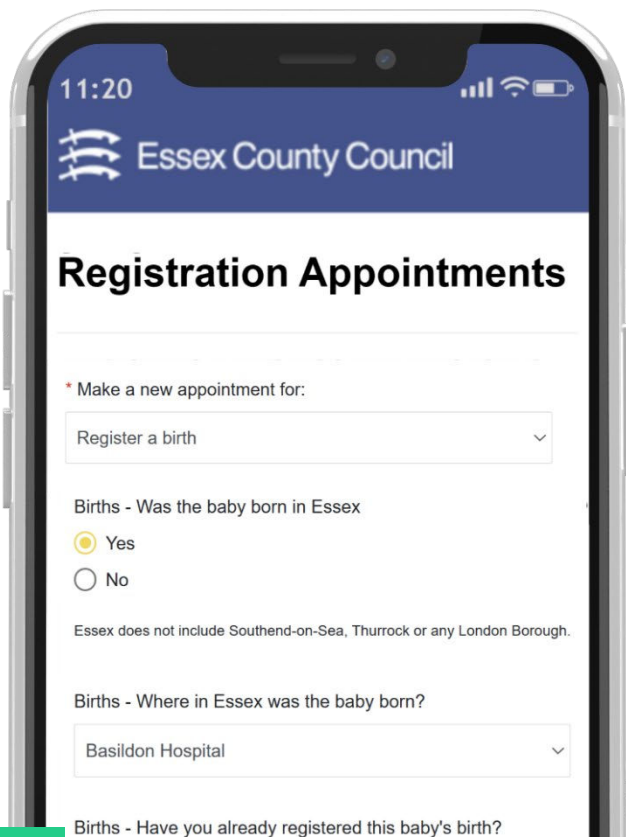 11:20
Essex County Council
Registration Appointments
* Make a new appointment for:
Register a birth
Births - Was the baby born in Essex
Yes
No
Essex does not include Southend-on-Sea, Thurrock or any London Borough.
Births - Where in Essex was the baby born?
Basildon Hospital
Births - Have you already registered this baby's birth?